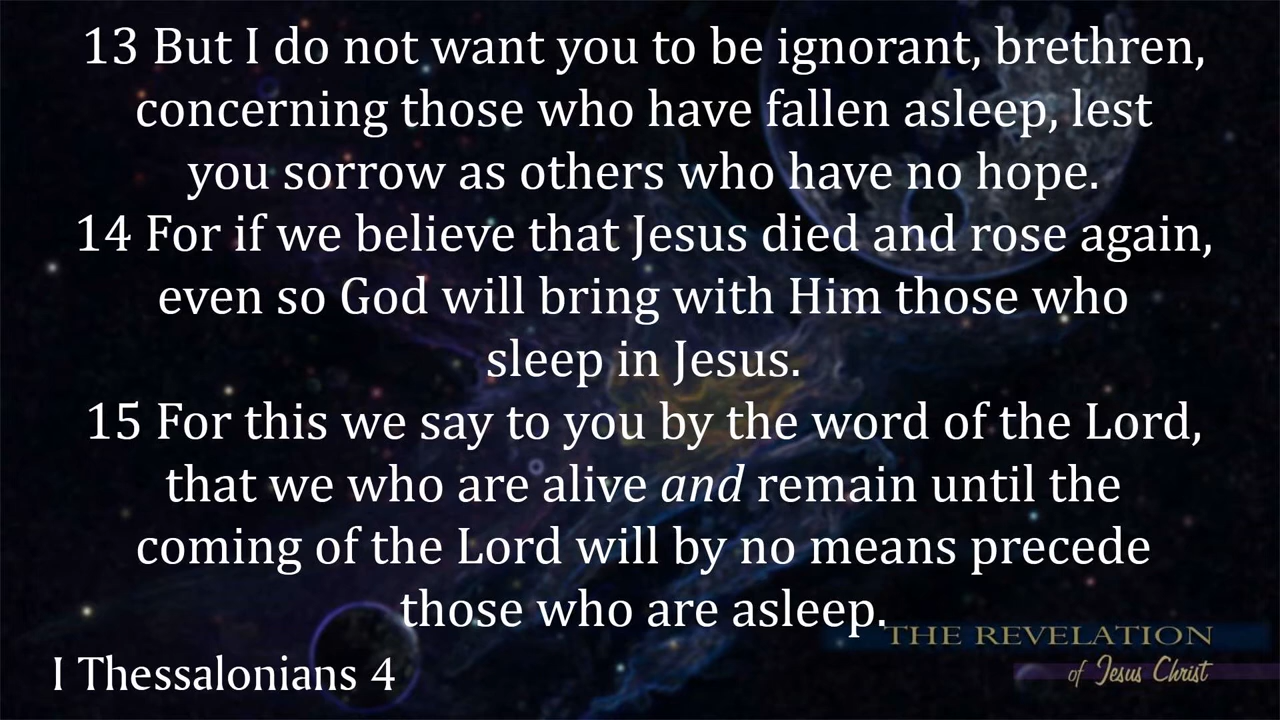 13 But I do not want you to be ignorant, brethren,
concerning those who have fallen asleep, lest
you sorrow as others who have no hope.
14 For if we believe that Jesus died and rose again,
even so God will bring with Him those who
sleep in Jesus.
15 For this we say to you by the word of the Lord,
that we who are alive and remain until the
coming of the Lord will by no means precede
those who are asleep.
THE REVELATION
of Jesus Christ
I Thessalonians 4